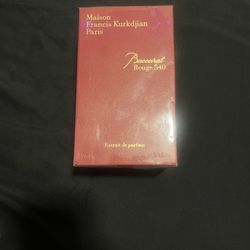 Maison
Francis Kurkdjian
Paris
Baccarat
Rouge 540
Extrait de parfum